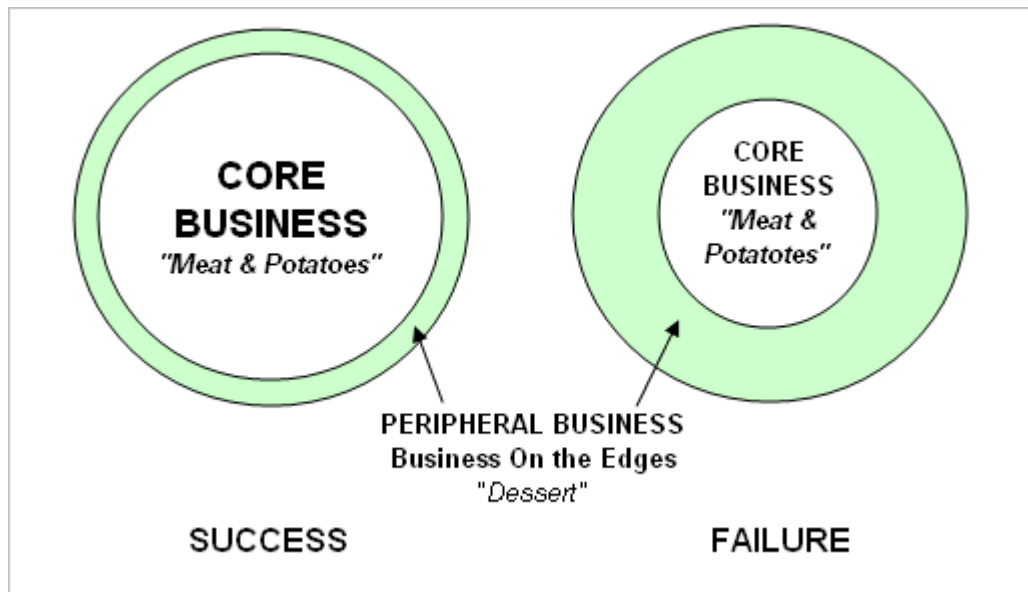 CORE
BUSINESS
"Meat & Potatoes"
CORE
BUSINESS
"Meat &
Potatotes"
PERIPHERAL BUSINESS
Business On the Edges
"Dessert"
SUCCESS
FAILURE